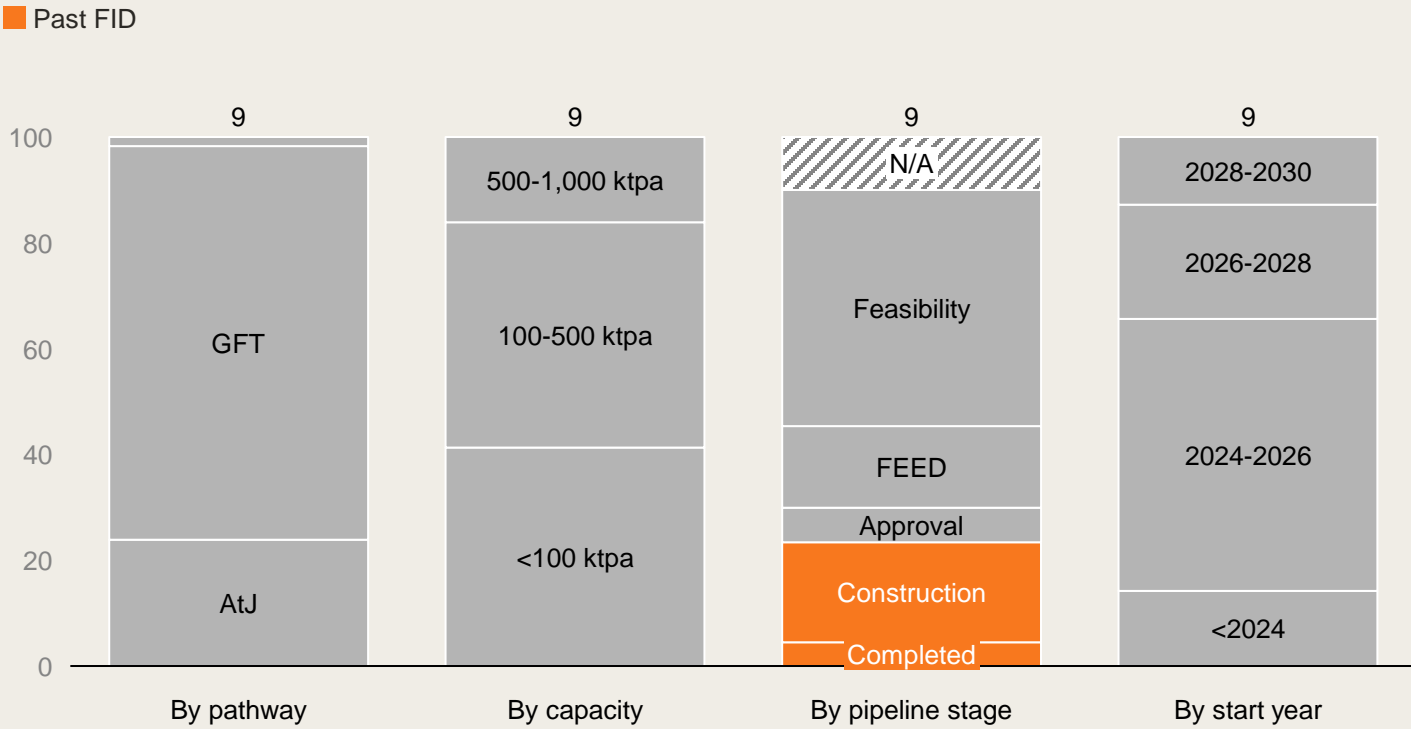 Past FID
9
9
9
9
100
80
60
40
20
0
GFT
AtJ
500-1,000 ktpa
100-500 ktpa
<100 ktpa
N/A
Feasibility
FEED
Approval
Construction
Completed
2028-2030
2026-2028
2024-2026
<2024
By pathway
By capacity
By pipeline stage
By start year